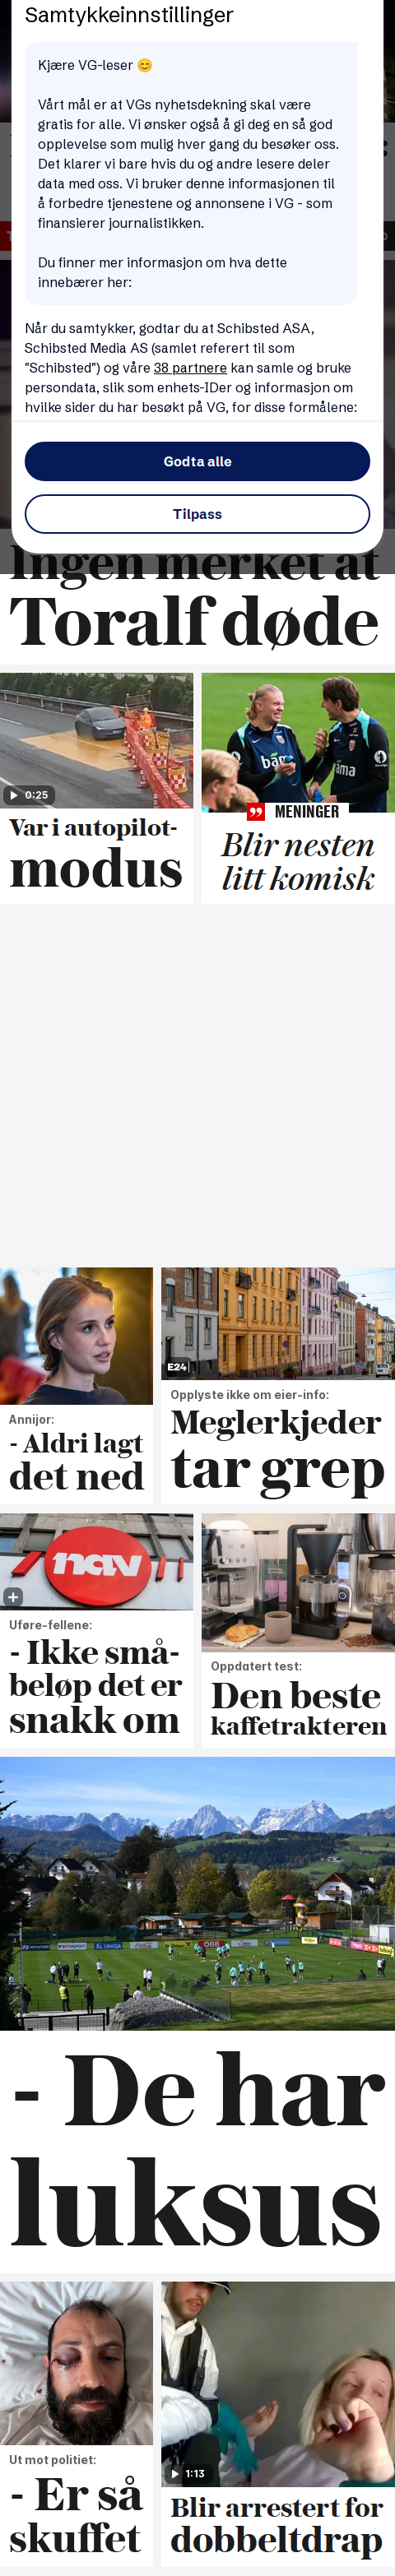 Samtykkeinnstillinger
Kjære VG-leser 😊
Vårt mål er at VGs nyhetsdekning skal være
gratis for alle. Vi ønsker også å gi deg en så god
opplevelse som mulig hver gang du besøker oss.
Det klarer vi bare hvis du og andre lesere deler
data med oss. Vi bruker denne informasjonen til
å forbedre tjenestene og annonsene i VG - som
finansierer journalistikken.
Du finner mer informasjon om hva dette
innebærer her:
Når du samtykker, godtar du at Schibsted ASA,
Schibsted Media AS (samlet referert til som
"Schibsted") og våre 38 partnere kan samle og bruke
persondata, slik som enhets-IDer og informasjon om
hvilke sider du har besøkt på VG, for disse formålene:
Godta alle
Tilpass
Ingen merket at
Toralf døde
0:25
Var i autopilot-
modus
bama
MENINGER
Blir nesten
litt komisk
Annijor:
- Aldri lagt
det ned
E24
Opplyste ikke om eier-info:
Meglerkjeder
tar grep
nav
Uføre-fellene:
- Ikke små-
beløp det er
snakk om
Oppdatert test:
Den beste
kaffetrakteren
- De har
luksus
Ut mot politiet:
- Er så
skuffet
1:13
Blir arrestert for
dobbeltdrap